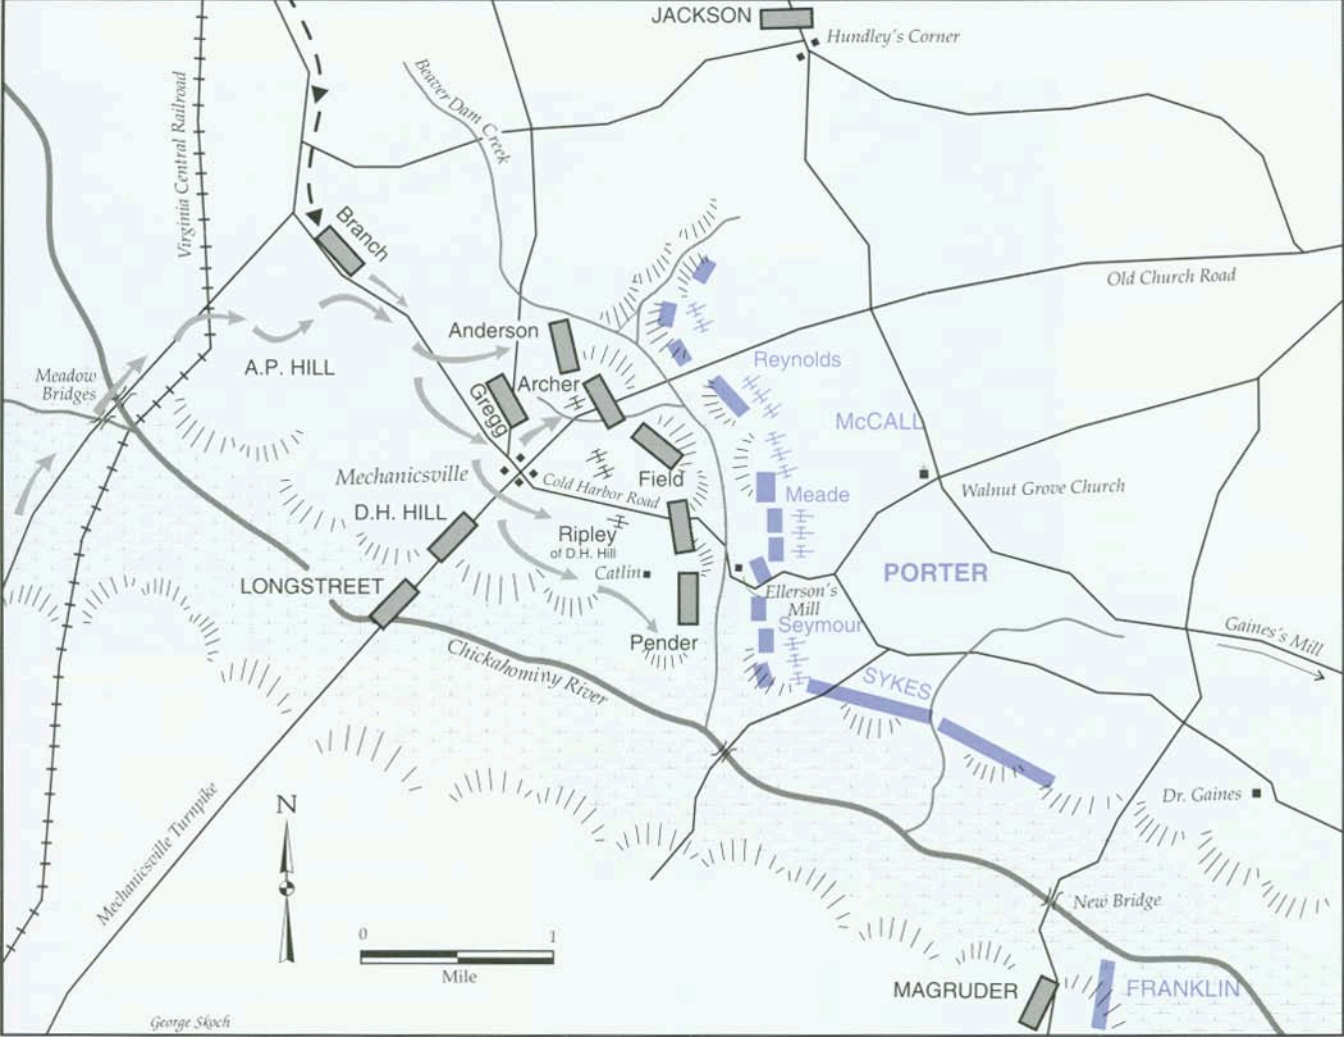 JACKSON
Hundley's Corner
Beaver Dam Creek
Virginia Central Railroad
Branch
Old Church Road
Anderson
Reynolds
A.P. HILL
Meadow
Bridges
Archer
Gregg
McCALL
Mechanicsville
Field
Cold Harbor Road
Meade
Walnut Grove Church
D.H. HILL
Ripley
of D.H. Hill
Catlin
PORTER
LONGSTREET
Ellerson's
Mill
Seymour
Pender
Gaines's Mill
Chickahominy River
SYKES
Mechanicsville Turnpike
N
Dr. Gaines
New Bridge
0 1
Mile
MAGRUDER
FRANKLIN
George Skoch